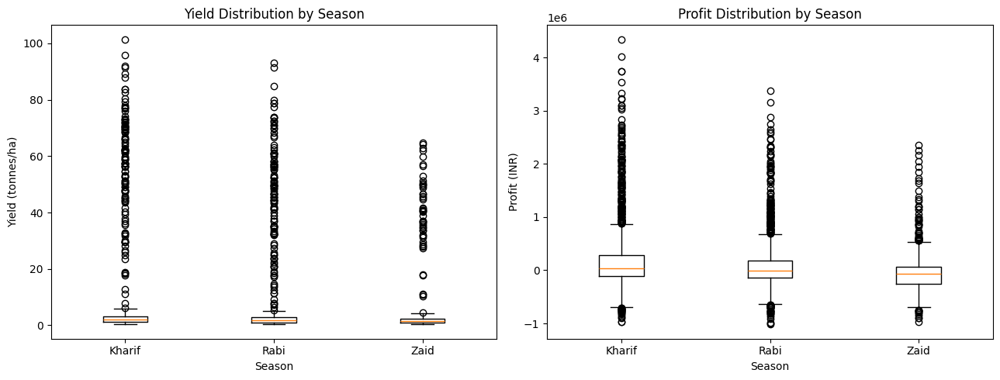 Yield Distribution by Season
Yield (tonnes/ha)
100
80
60
40
20
0
Kharif Rabi Zaid
Season
Profit Distribution by Season
1e6
Profit (INR)
4
3
2
1
0
−1
Kharif Rabi Zaid
Season